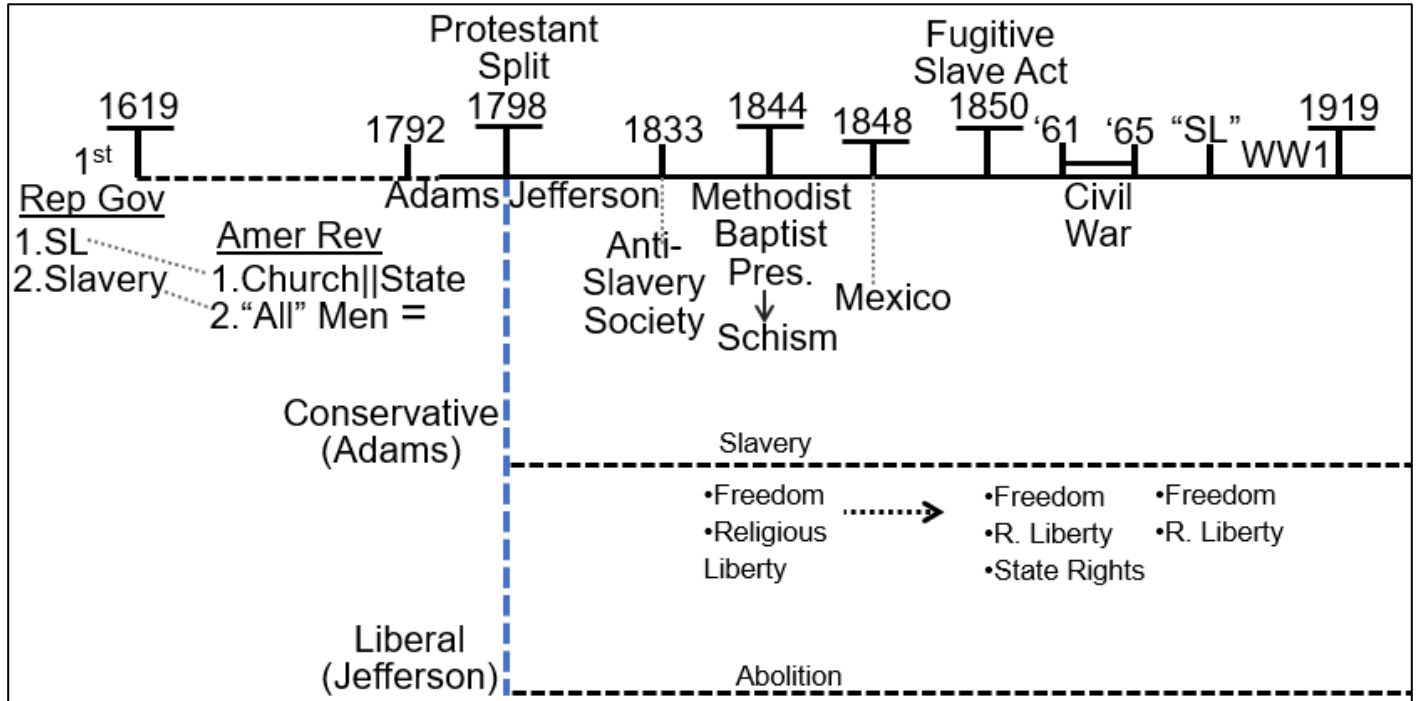 Protestant
Split
Fugitive
Slave Act
1619
1792
1798
1833
1844
1848
1850
‘61
‘65
“SL”
WW1
1919
1st
Rep Gov
1.SL
2.Slavery
Amer Rev
1.Church||State
2.“All” Men =
Adams
Jefferson
Anti-
Slavery
Society
Methodist
Baptist
Pres.
Schism
Mexico
Civil
War
Conservative
(Adams)
Slavery
•Freedom
•Religious
Liberty
•Freedom
•R. Liberty
•State Rights
•Freedom
•R. Liberty
Liberal
(Jefferson)
Abolition